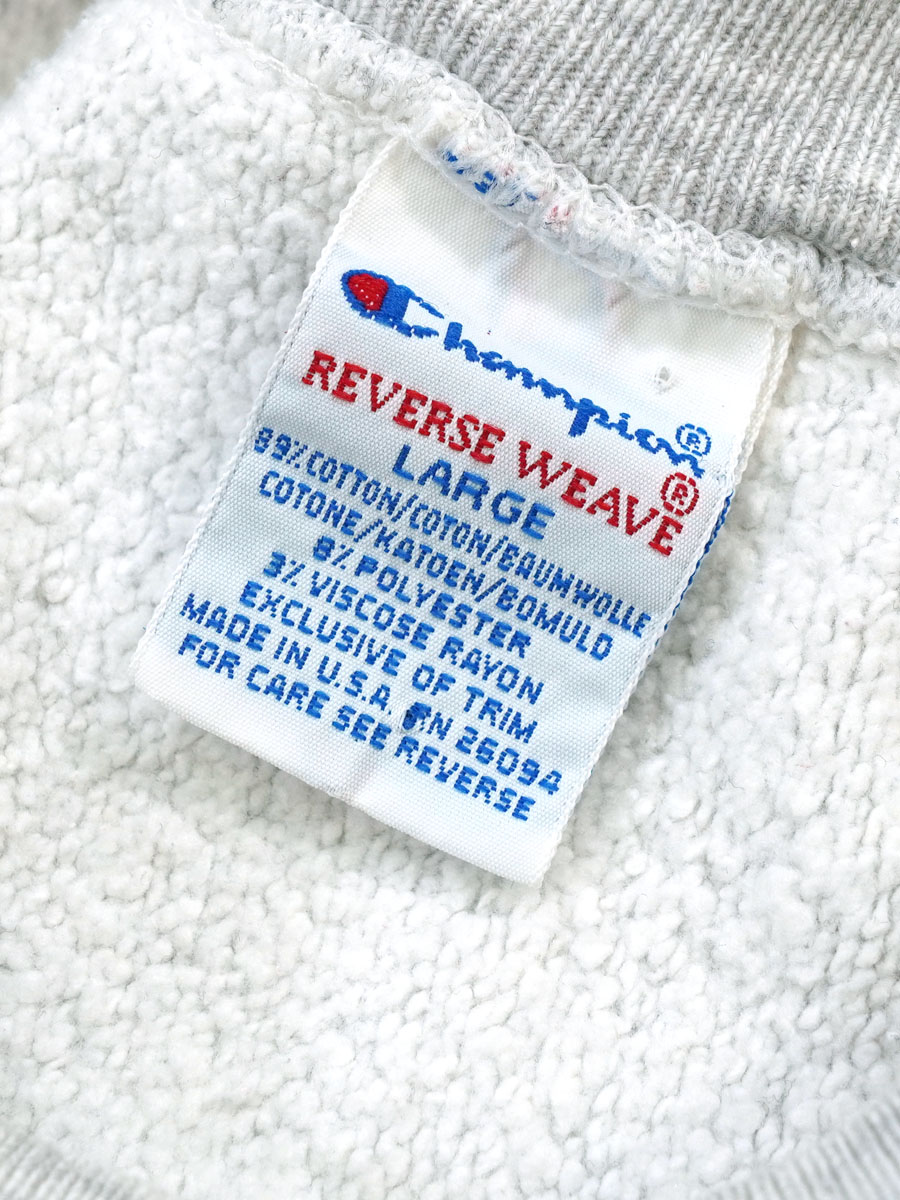 Champion®
REVERSE WEAVE®
LARGE
89% COTTON/COTON/BAUMWOLLE
COTONE/KATOEN/BOMULD
8% POLYESTER
3% VISCOSE RAYON
EXCLUSIVE OF TRIM
MADE IN U.S.A. RN 26094
FOR CARE SEE REVERSE